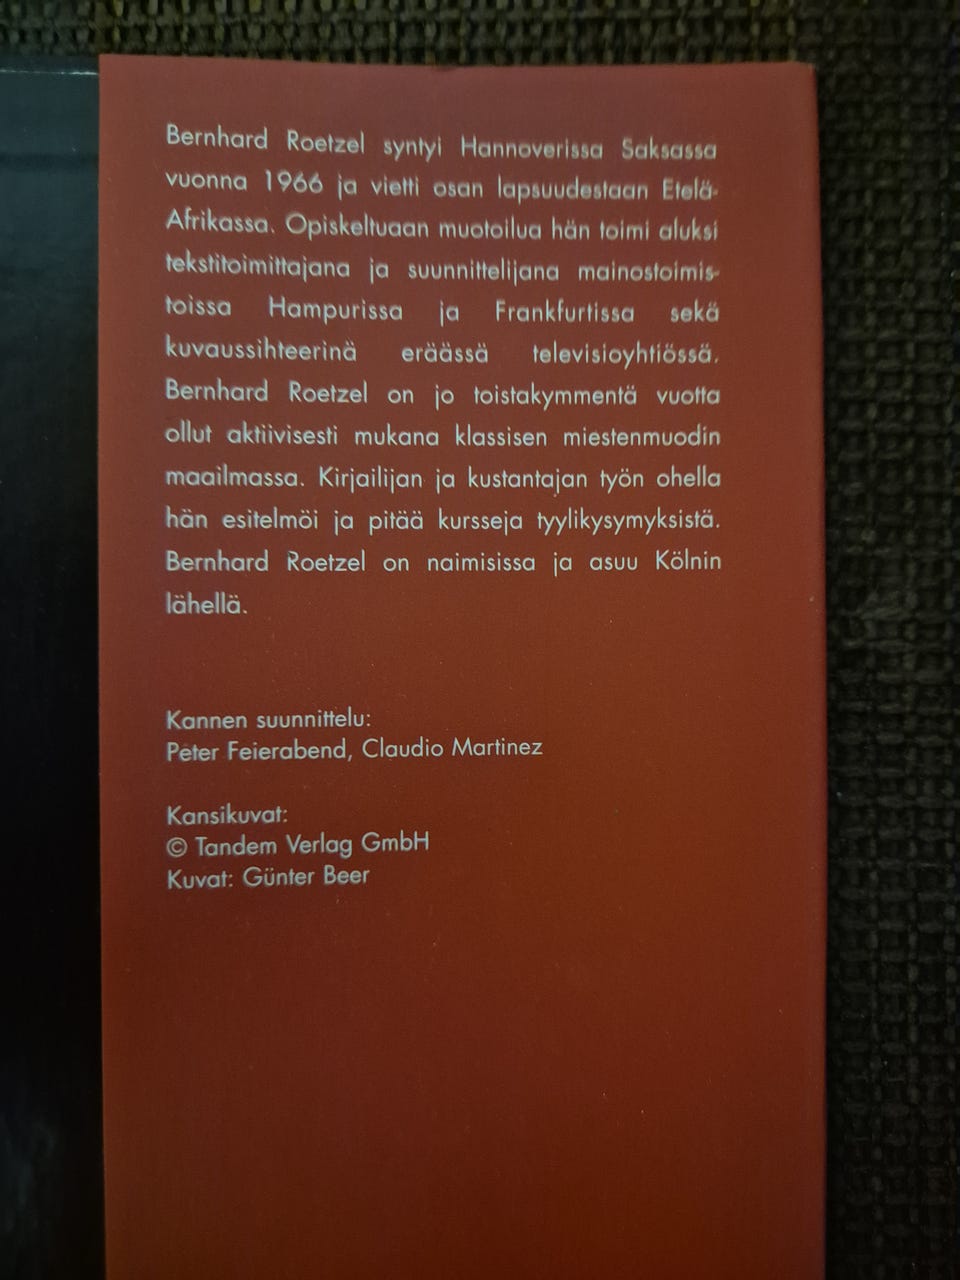 Bernhard Roetzel syntyi Hannoverissa Saksassa
vuonna 1966 ja vietti osan lapsuudestaan Etelä-
Afrikassa. Opiskeltuaan muotoilua hän toimi aluksi
tekstitoimittajana ja suunnittelijana mainostoimis-
toissa Hampurissa ja Frankfurtissa sekä
kuvaussihteerinä eräässä televisioyhtiössä.
Bernhard Roetzel on jo toistakymmentä vuotta
ollut aktiivisesti mukana klassisen miestenmuodin
maailmassa. Kirjailijan ja kustantajan työn ohella
hän esitelmöi ja pitää kursseja tyylikysymyksistä.
Bernhard Roetzel on naimisissa ja asuu Kölnin
lähellä.
Kannen suunnittelu:
Peter Feierabend, Claudio Martinez
Kansikuvat:
© Tandem Verlag GmbH
Kuvat: Günter Beer